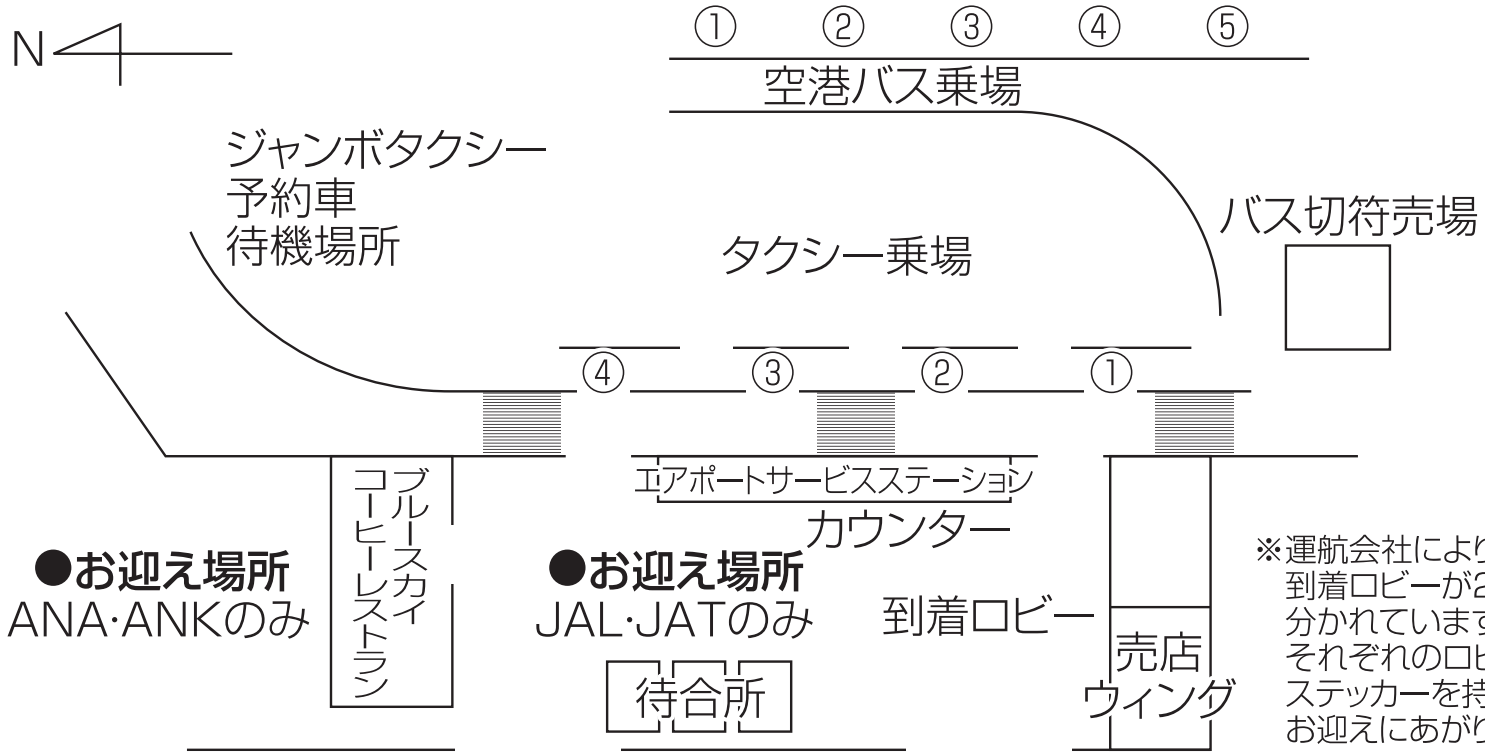 N
① ② ③ ④ ⑤
空港バス乗場
ジャンボタクシー
予約車
待機場所
タクシー乗場
バス切符売場
④ ③ ② ①
エアポートサービスステーション
カウンター
ブルースカイ
コーヒーレストラン
●お迎え場所
ANA・ANKのみ
●お迎え場所
JAL・JATのみ
到着ロビー
待合所
売店
ウィング
※運航会社により
到着ロビーが2
分かれています
それぞれのロビ
ステッカーを持
お迎えにあがり